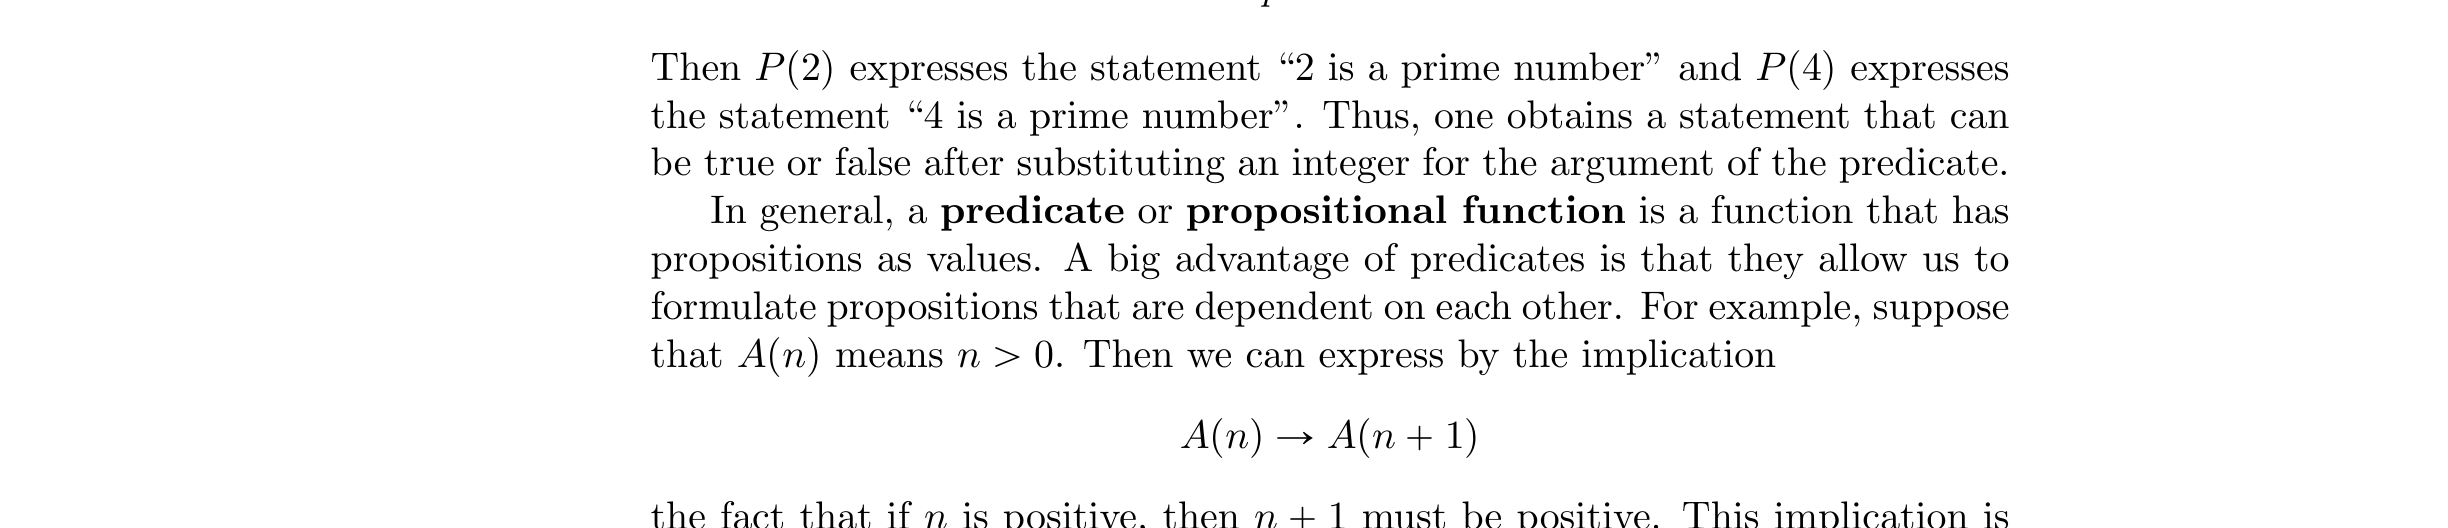 Then P(2) expresses the statement “2 is a prime number” and P(4) expresses
the statement “4 is a prime number”. Thus, one obtains a statement that can
be true or false after substituting an integer for the argument of the predicate.
In general, a predicate or propositional function is a function that has
propositions as values. A big advantage of predicates is that they allow us to
formulate propositions that are dependent on each other. For example, suppose
that A(n) means n > 0. Then we can express by the implication
A(n) → A(n + 1)
the fact that if n is positive, then n + 1 must be positive. This implication is